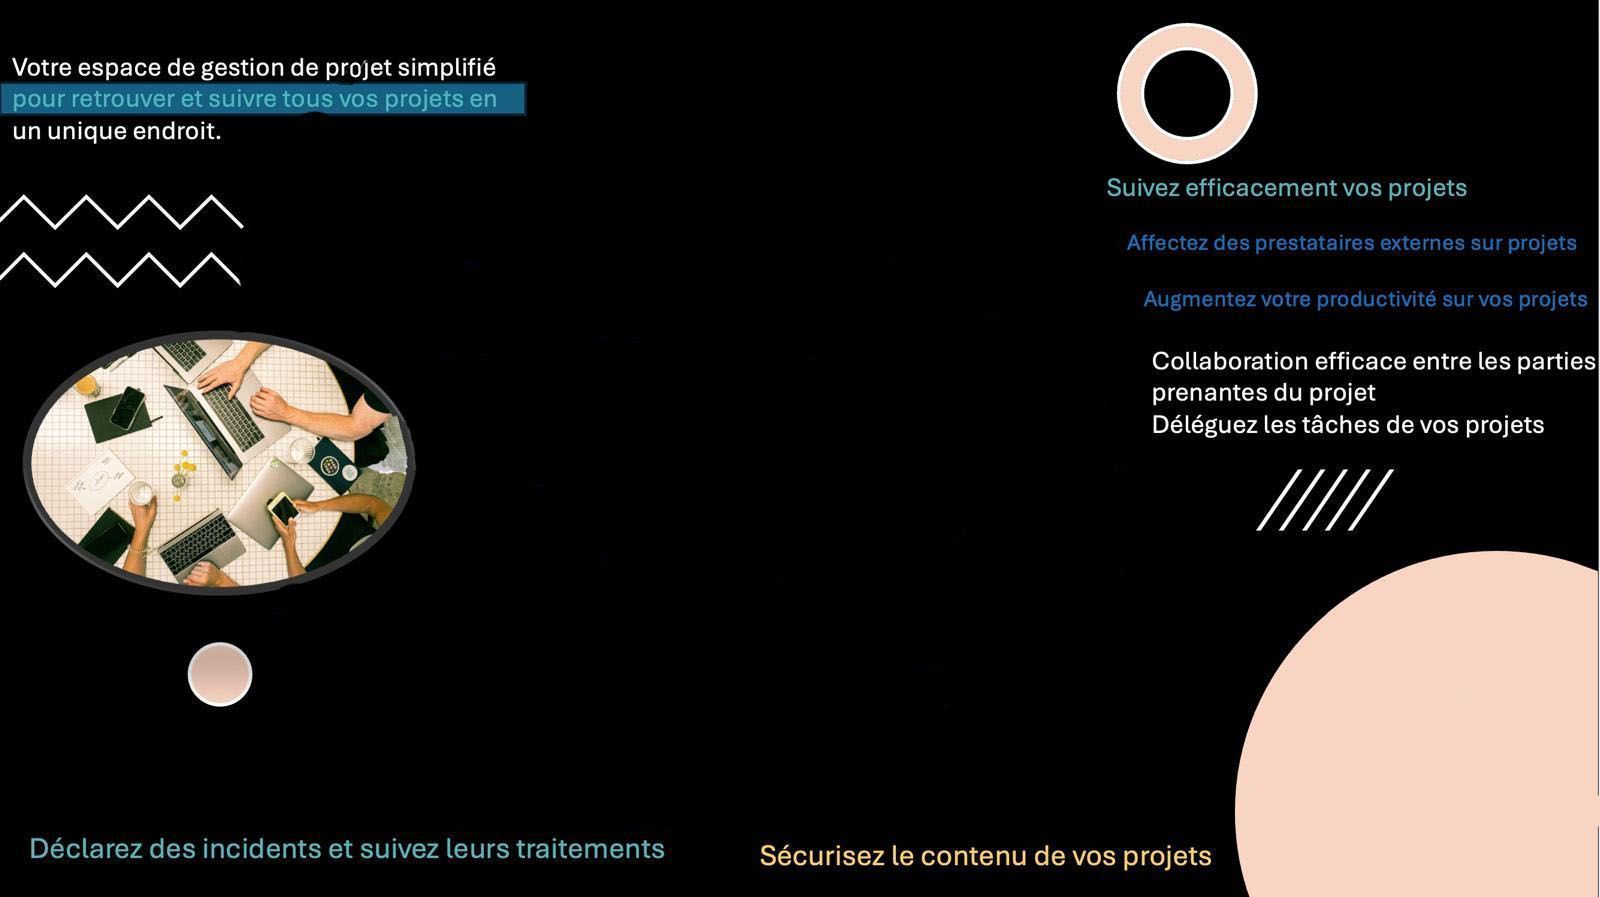 Votre espace de gestion de projet simplifié
pour retrouver et suivre tous vos projets en
un unique endroit.
Suivez efficacement vos projets
Affectez des prestataires externes sur projets
Augmentez votre productivité sur vos projets
Collaboration efficace entre les parties
prenantes du projet
Déléguez les tâches de vos projets
Déclarez des incidents et suivez leurs traitements
Sécurisez le contenu de vos projets